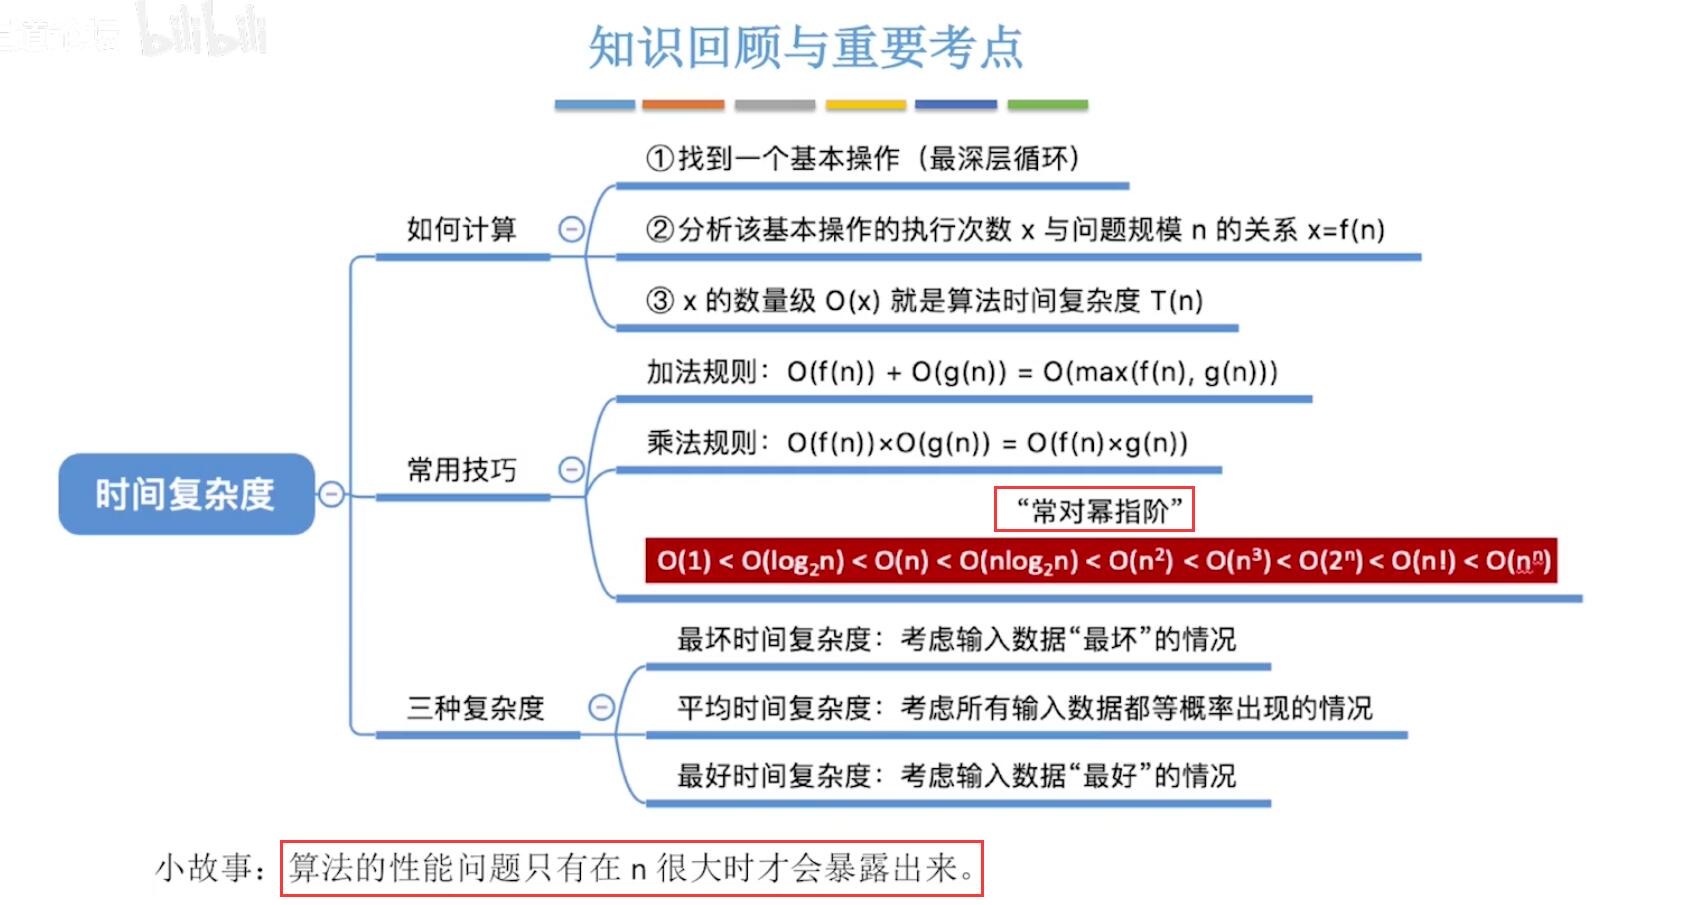 bilibili
知识回顾与重要考点
①找到一个基本操作（最深层循环）
如何计算
②分析该基本操作的执行次数 x 与问题规模 n 的关系 x=f(n)
③ x 的数量级 O(x) 就是算法时间复杂度 T(n)
加法规则：O(f(n)) + O(g(n)) = O(max(f(n), g(n)))
乘法规则：O(f(n))×O(g(n)) = O(f(n)×g(n))
常用技巧
时间复杂度
“常对幂指阶”
O(1) < O(log₂n) < O(n) < O(nlog₂n) < O(n²) < O(n³) < O(2ⁿ) < O(n!) < O(nⁿ)
最坏时间复杂度：考虑输入数据“最坏”的情况
三种复杂度
平均时间复杂度：考虑所有输入数据都等概率出现的情况
最好时间复杂度：考虑输入数据“最好”的情况
小故事：算法的性能问题只有在 n 很大时才会暴露出来。